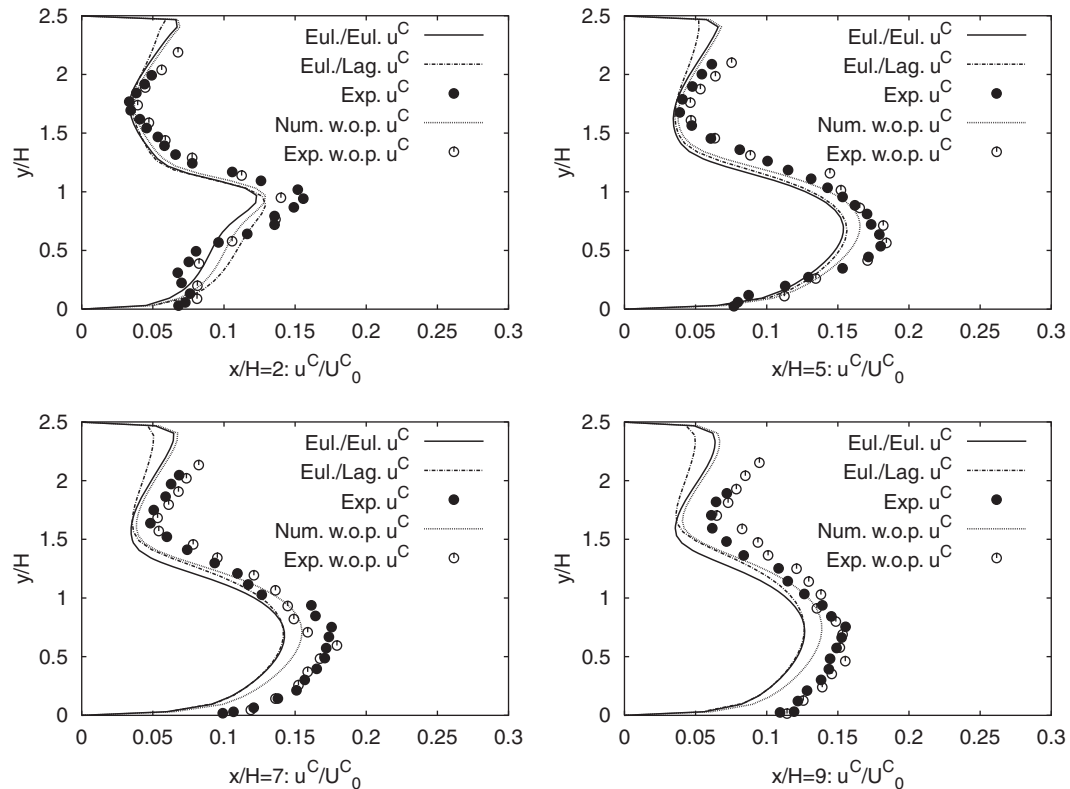 2.5
2
1.5
1
0.5
0
y/H
Eul./Eul. u^C
Eul./Lag. u^C
Exp. u^C
Num. w.o.p. u^C
Exp. w.o.p. u^C
0 0.05 0.1 0.15 0.2 0.25 0.3
x/H=2: u^C/U^C_0
2.5
2
1.5
1
0.5
0
y/H
Eul./Eul. u^C
Eul./Lag. u^C
Exp. u^C
Num. w.o.p. u^C
Exp. w.o.p. u^C
0 0.05 0.1 0.15 0.2 0.25 0.3
x/H=5: u^C/U^C_0
2.5
2
1.5
1
0.5
0
y/H
Eul./Eul. u^C
Eul./Lag. u^C
Exp. u^C
Num. w.o.p. u^C
Exp. w.o.p. u^C
0 0.05 0.1 0.15 0.2 0.25 0.3
x/H=7: u^C/U^C_0
2.5
2
1.5
1
0.5
0
y/H
Eul./Eul. u^C
Eul./Lag. u^C
Exp. u^C
Num. w.o.p. u^C
Exp. w.o.p. u^C
0 0.05 0.1 0.15 0.2 0.25 0.3
x/H=9: u^C/U^C_0